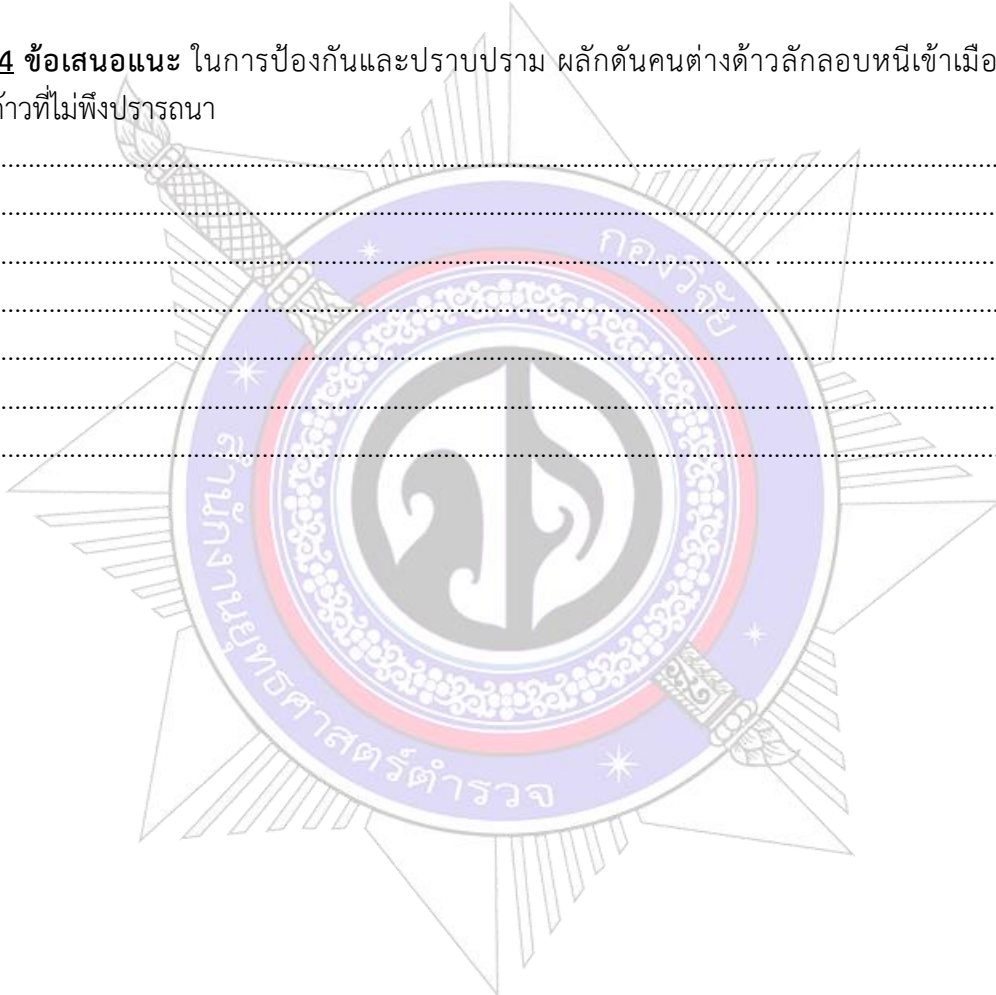 4 ข้อเสนอแนะ ในการป้องกันและปราบปราม ผลักดันคนต่างด้าวลักลอบหนีเข้าเมือ
ด้าวที่ไม่พึงปรารถนา
กองวิจัย
สำนักงานยุทธศาสตร์ตำรวจ